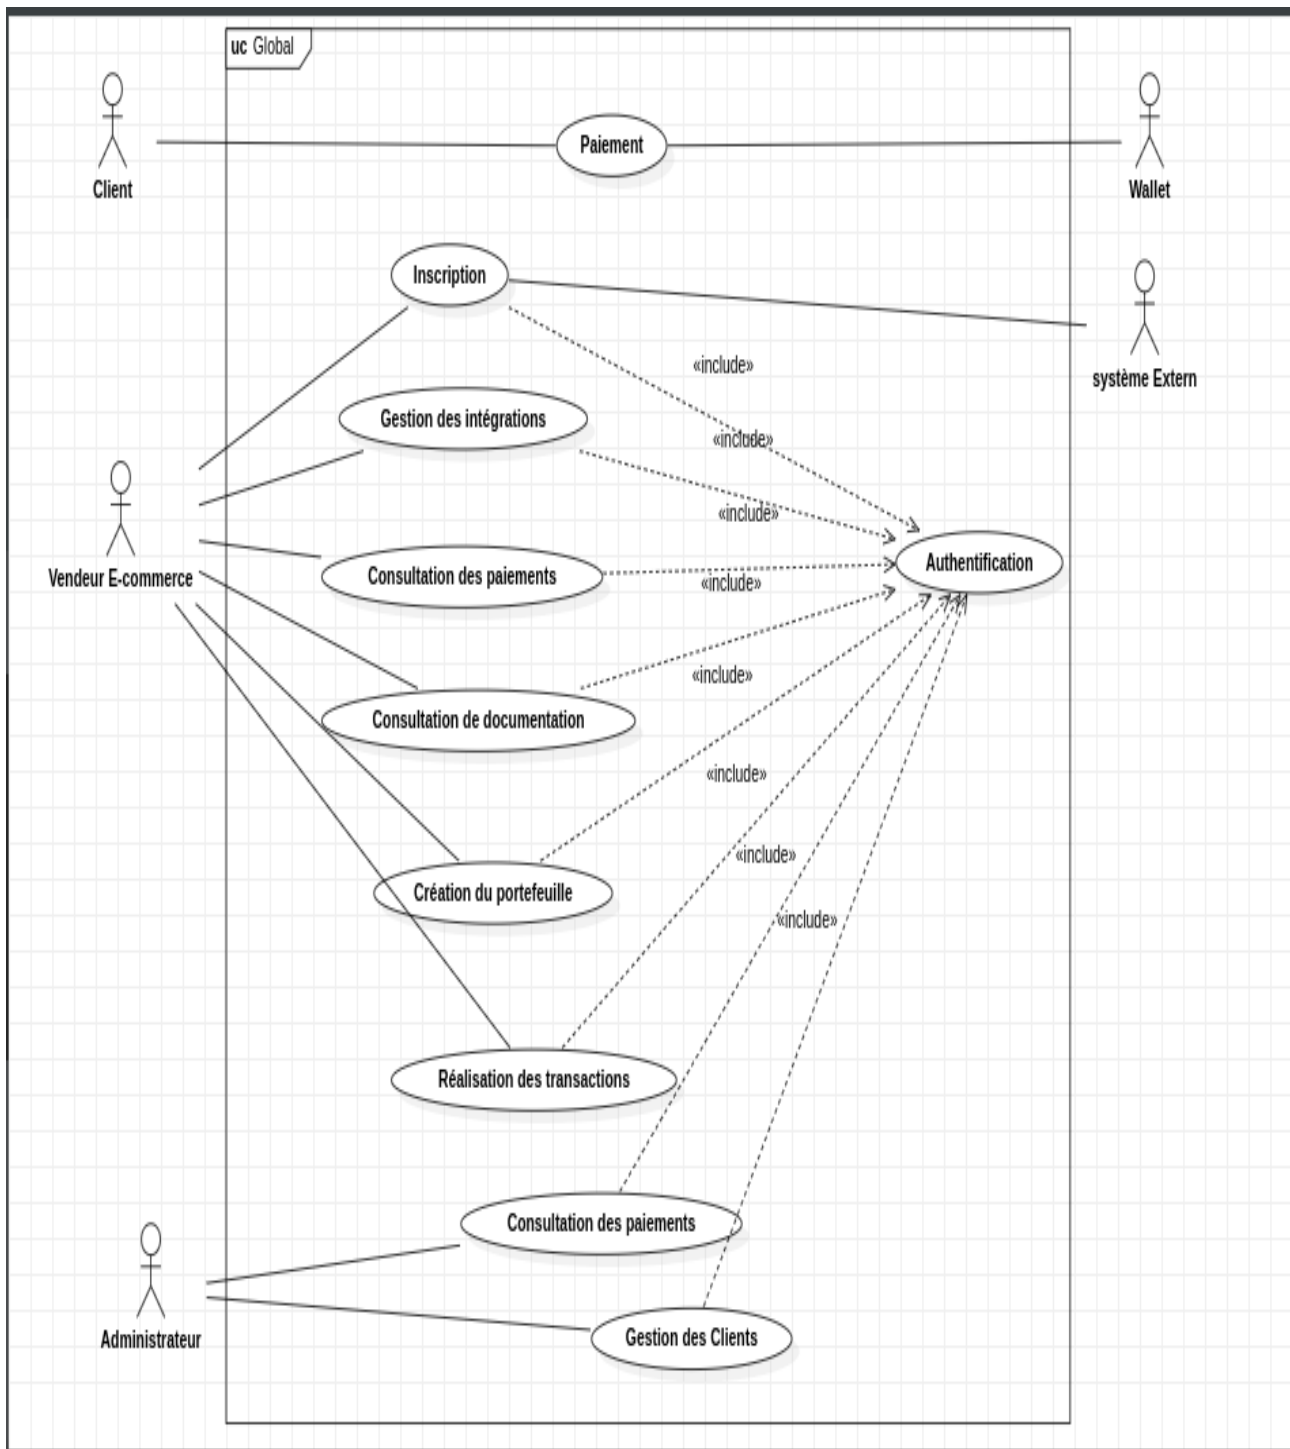 uc Global
Client
Paiement
Wallet
Inscription
système Extern
«include»
Gestion des intégrations
«include»
«include»
Vendeur E-commerce
Consultation des paiements
«include»
Authentification
«include»
Consultation de documentation
«include»
«include»
Création du portefeuille
«include»
Réalisation des transactions
Consultation des paiements
Administrateur
Gestion des Clients